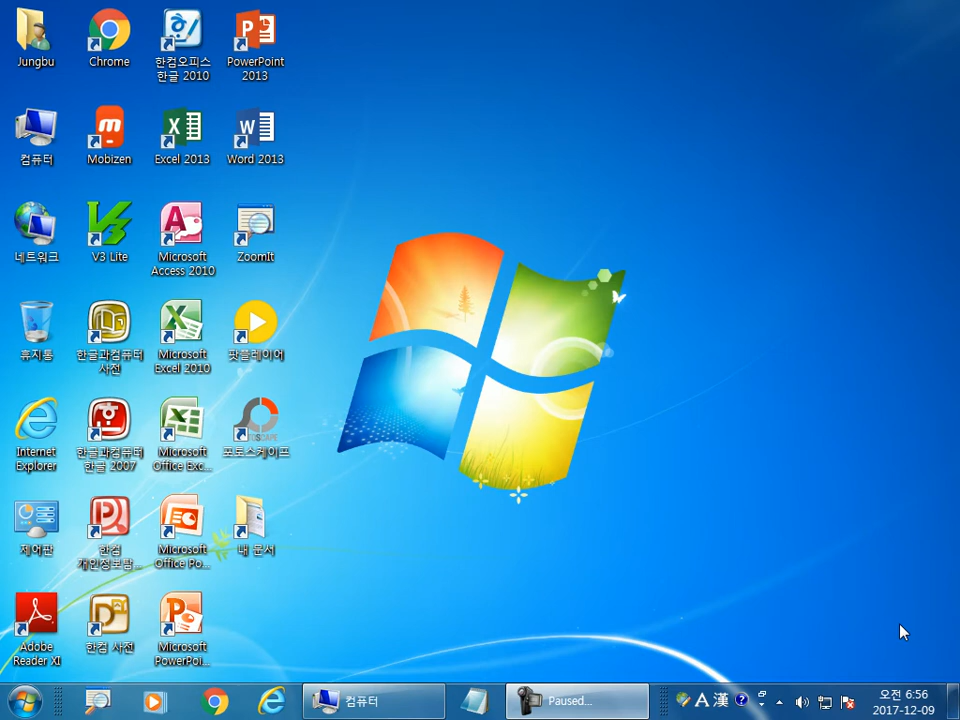 Jungbu
Chrome
한컴오피스
한글 2010
PowerPoint
2013
컴퓨터
Mobizen
Excel 2013
Word 2013
네트워크
V3 Lite
Microsoft
Access 2010
ZoomIt
휴지통
한글과컴퓨터
사전
Microsoft
Excel 2010
팟플레이어
Internet
Explorer
한글과컴퓨터
한글 2007
Microsoft
Office Exc...
포토스케이프
제어판
한컴
개인정보탐...
Microsoft
Office Po...
내 문서
Adobe
Reader XI
한컴 사전
Microsoft
PowerPoi...
컴퓨터
Paused...
A 漢
오전 6:56
2017-12-09